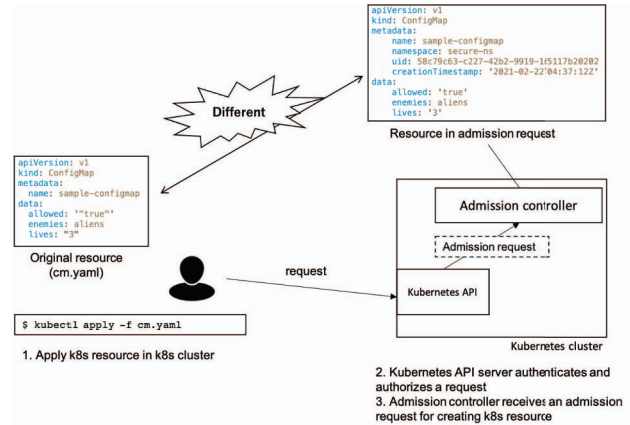 apiVersion: v1
kind: ConfigMap
metadata:
name: sample-configmap
namespace: secure-ns
uid: 58c79c63-c227-42b2-9919-165117b20202
creationTimestamp: '2021-02-22T04:37:12Z'
data:
allowed: 'true'
enemies: aliens
lives: '3'
Resource in admission request
Different
apiVersion: v1
kind: ConfigMap
metadata:
name: sample-configmap
data:
allowed: '"true"'
enemies: aliens
lives: "3"
Original resource
(cm.yaml)
request
Admission controller
Admission request
Kubernetes API
Kubernetes cluster
$ kubectl apply -f cm.yaml
1. Apply k8s resource in k8s cluster
2. Kubernetes API server authenticates and
authorizes a request
3. Admission controller receives an admission
request for creating k8s resource